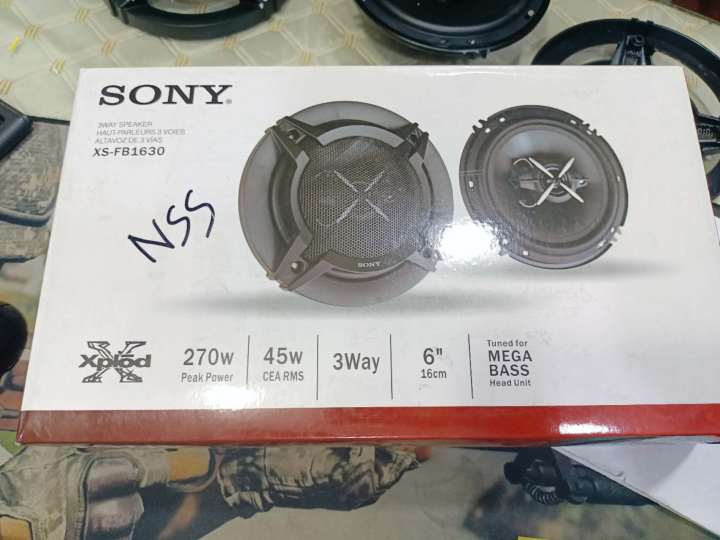 SONY®
3WAY SPEAKER
HAUT-PARLEURS 3 VOIES
ALTAVOZ DE 3 VÍAS
XS-FB1630
NSS
SONY
X
Xplod
270W
Peak Power
45W
CEA RMS
3Way
6"
16cm
Tuned for
MEGA
BASS
Head Unit